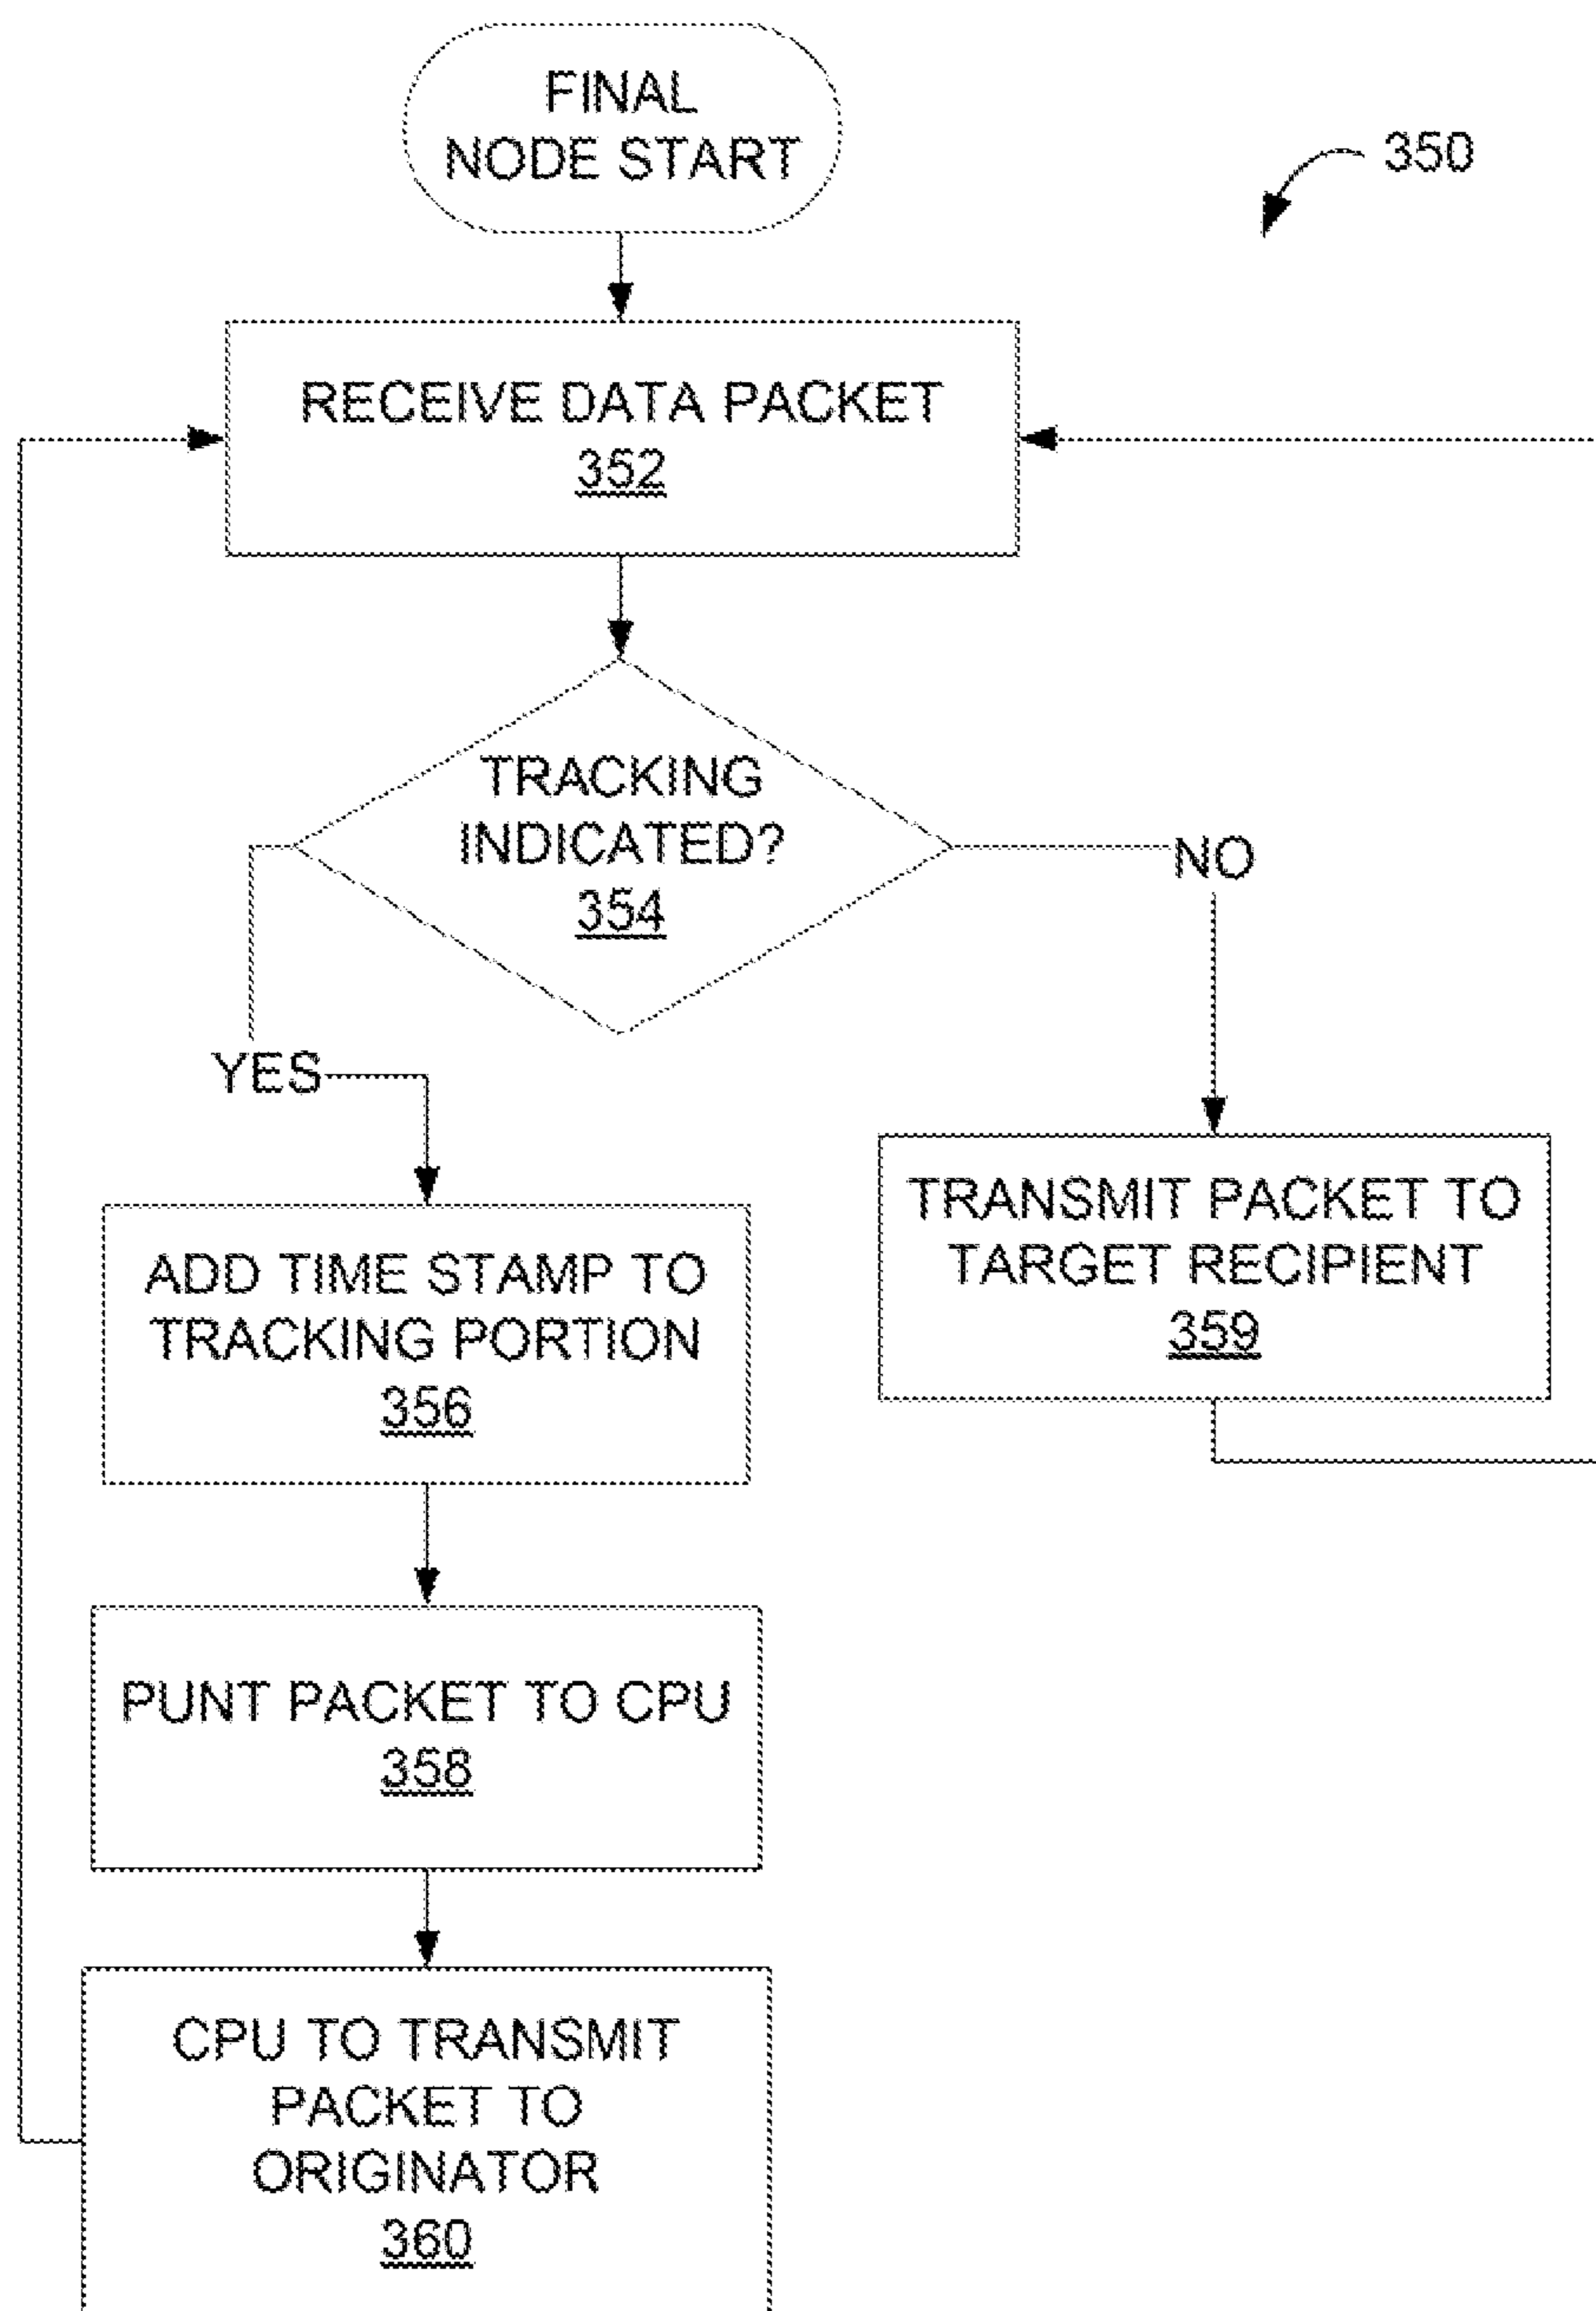 FINAL
NODE START
350
RECEIVE DATA PACKET
352
TRACKING
INDICATED?
354
NO
YES
TRANSMIT PACKET TO
TARGET RECIPIENT
359
ADD TIME STAMP TO
TRACKING PORTION
356
PUNT PACKET TO CPU
358
CPU TO TRANSMIT
PACKET TO
ORIGINATOR
360